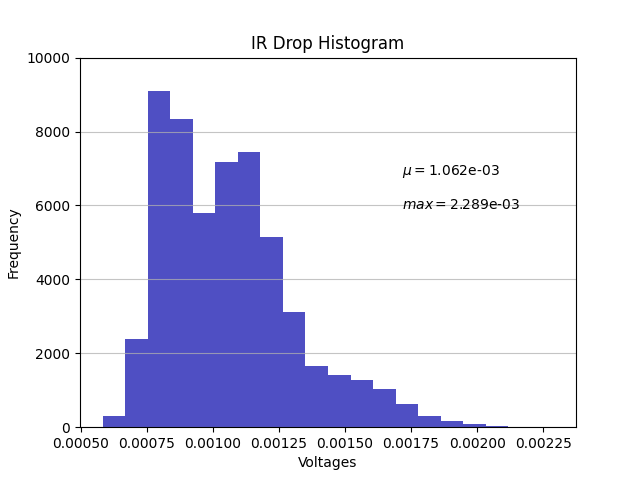 IR Drop Histogram
10000
8000
6000
4000
2000
0
Frequency
μ = 1.062e-03
max = 2.289e-03
0.00050 0.00075 0.00100 0.00125 0.00150 0.00175 0.00200 0.00225
Voltages